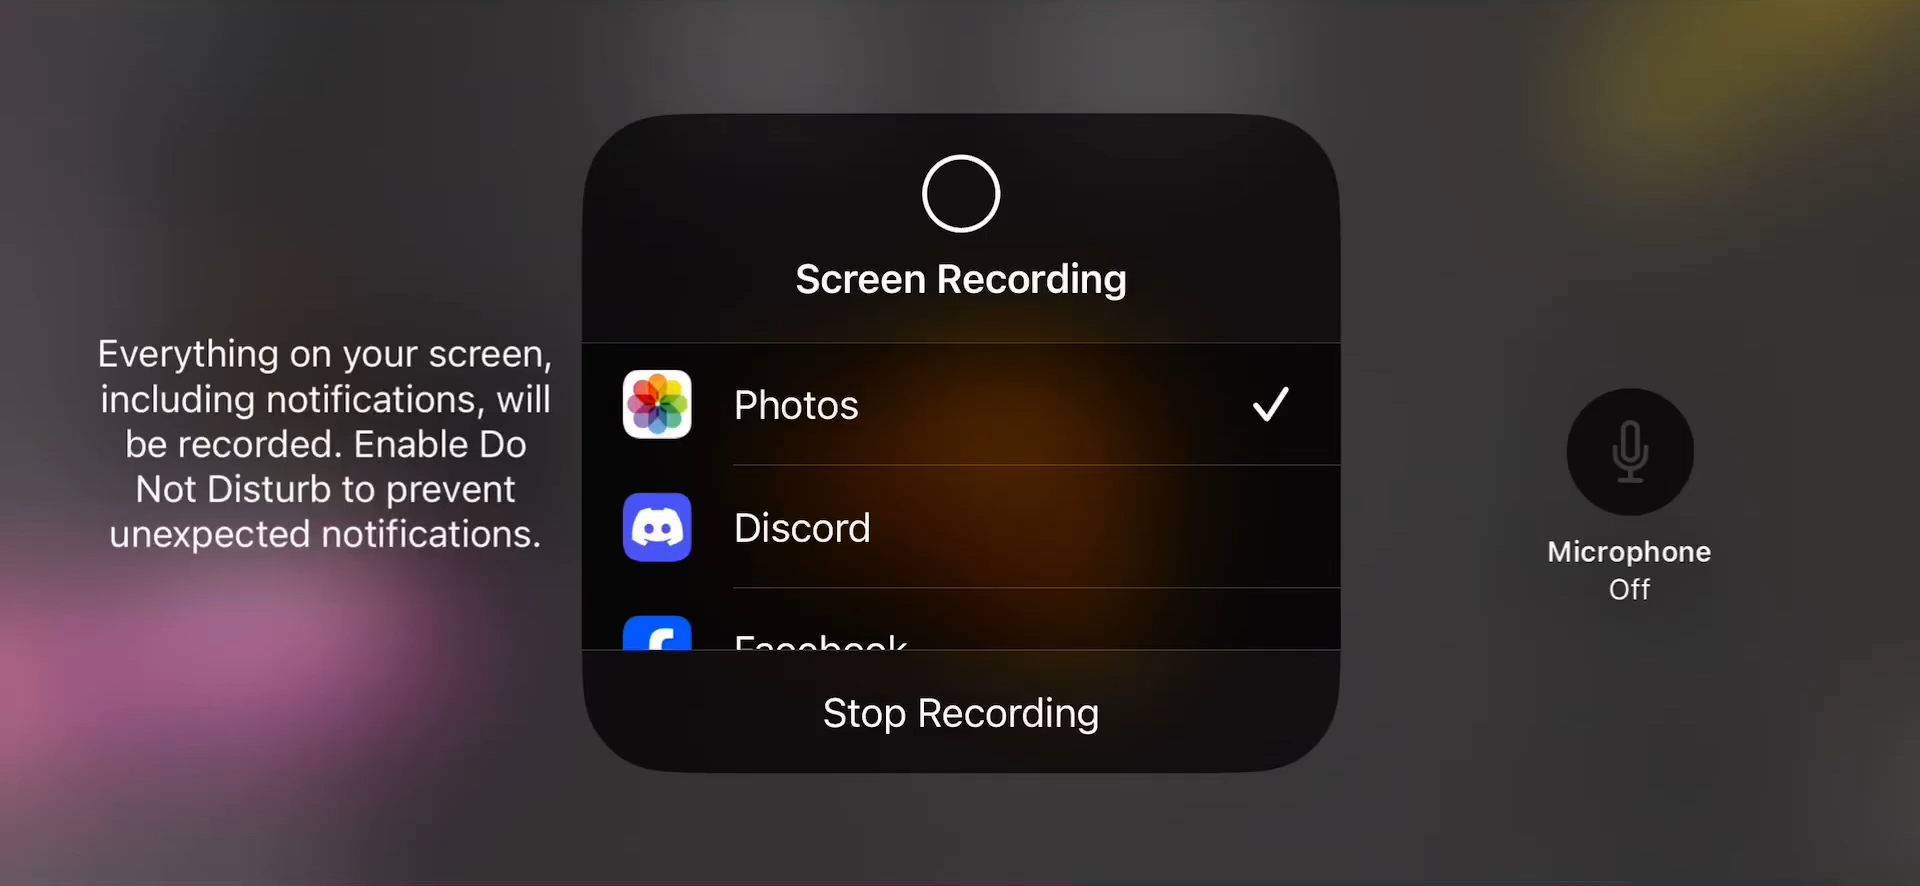 Screen Recording
Everything on your screen,
including notifications, will
be recorded. Enable Do
Not Disturb to prevent
unexpected notifications.
Photos
Discord
Facebook
Stop Recording
Microphone
Off